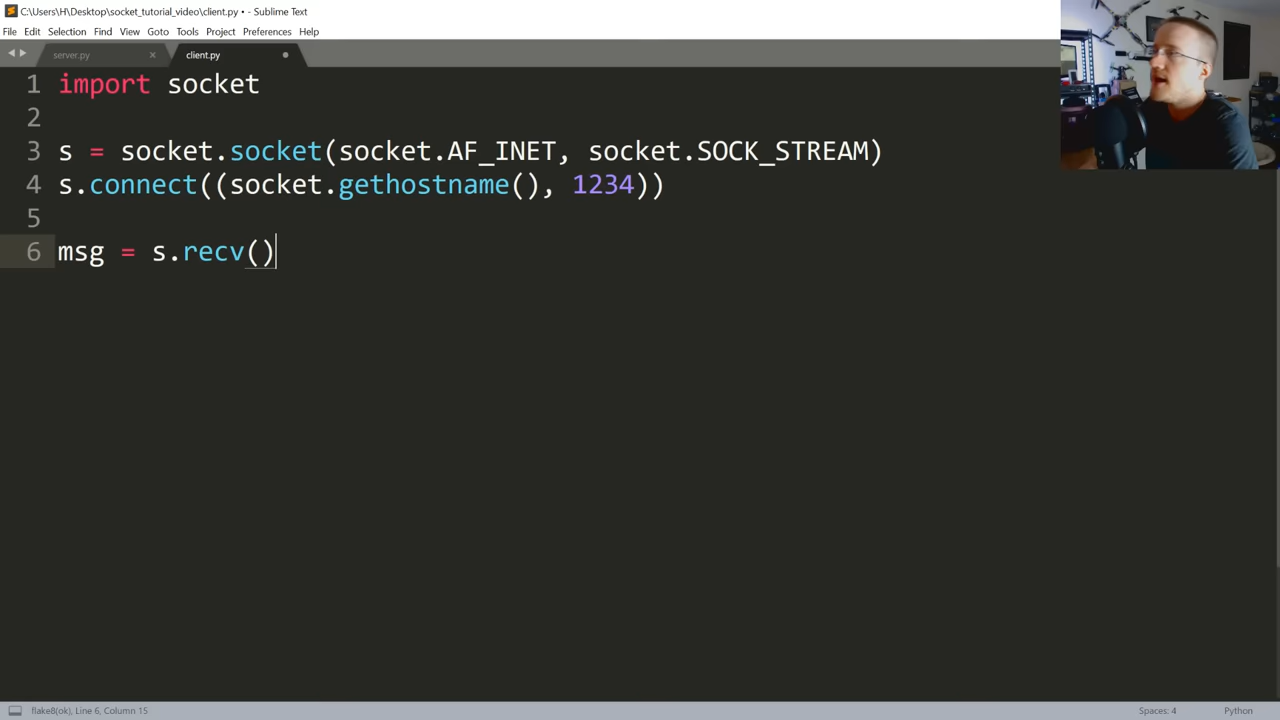 C:\Users\H\Desktop\socket_tutorial_video\client.py • - Sublime Text
File Edit Selection Find View Goto Tools Project Preferences Help
server.py client.py
1 import socket
2
3 s = socket.socket(socket.AF_INET, socket.SOCK_STREAM)
4 s.connect((socket.gethostname(), 1234))
5
6 msg = s.recv()
flake8(ok), Line 6, Column 15 Spaces: 4 Python